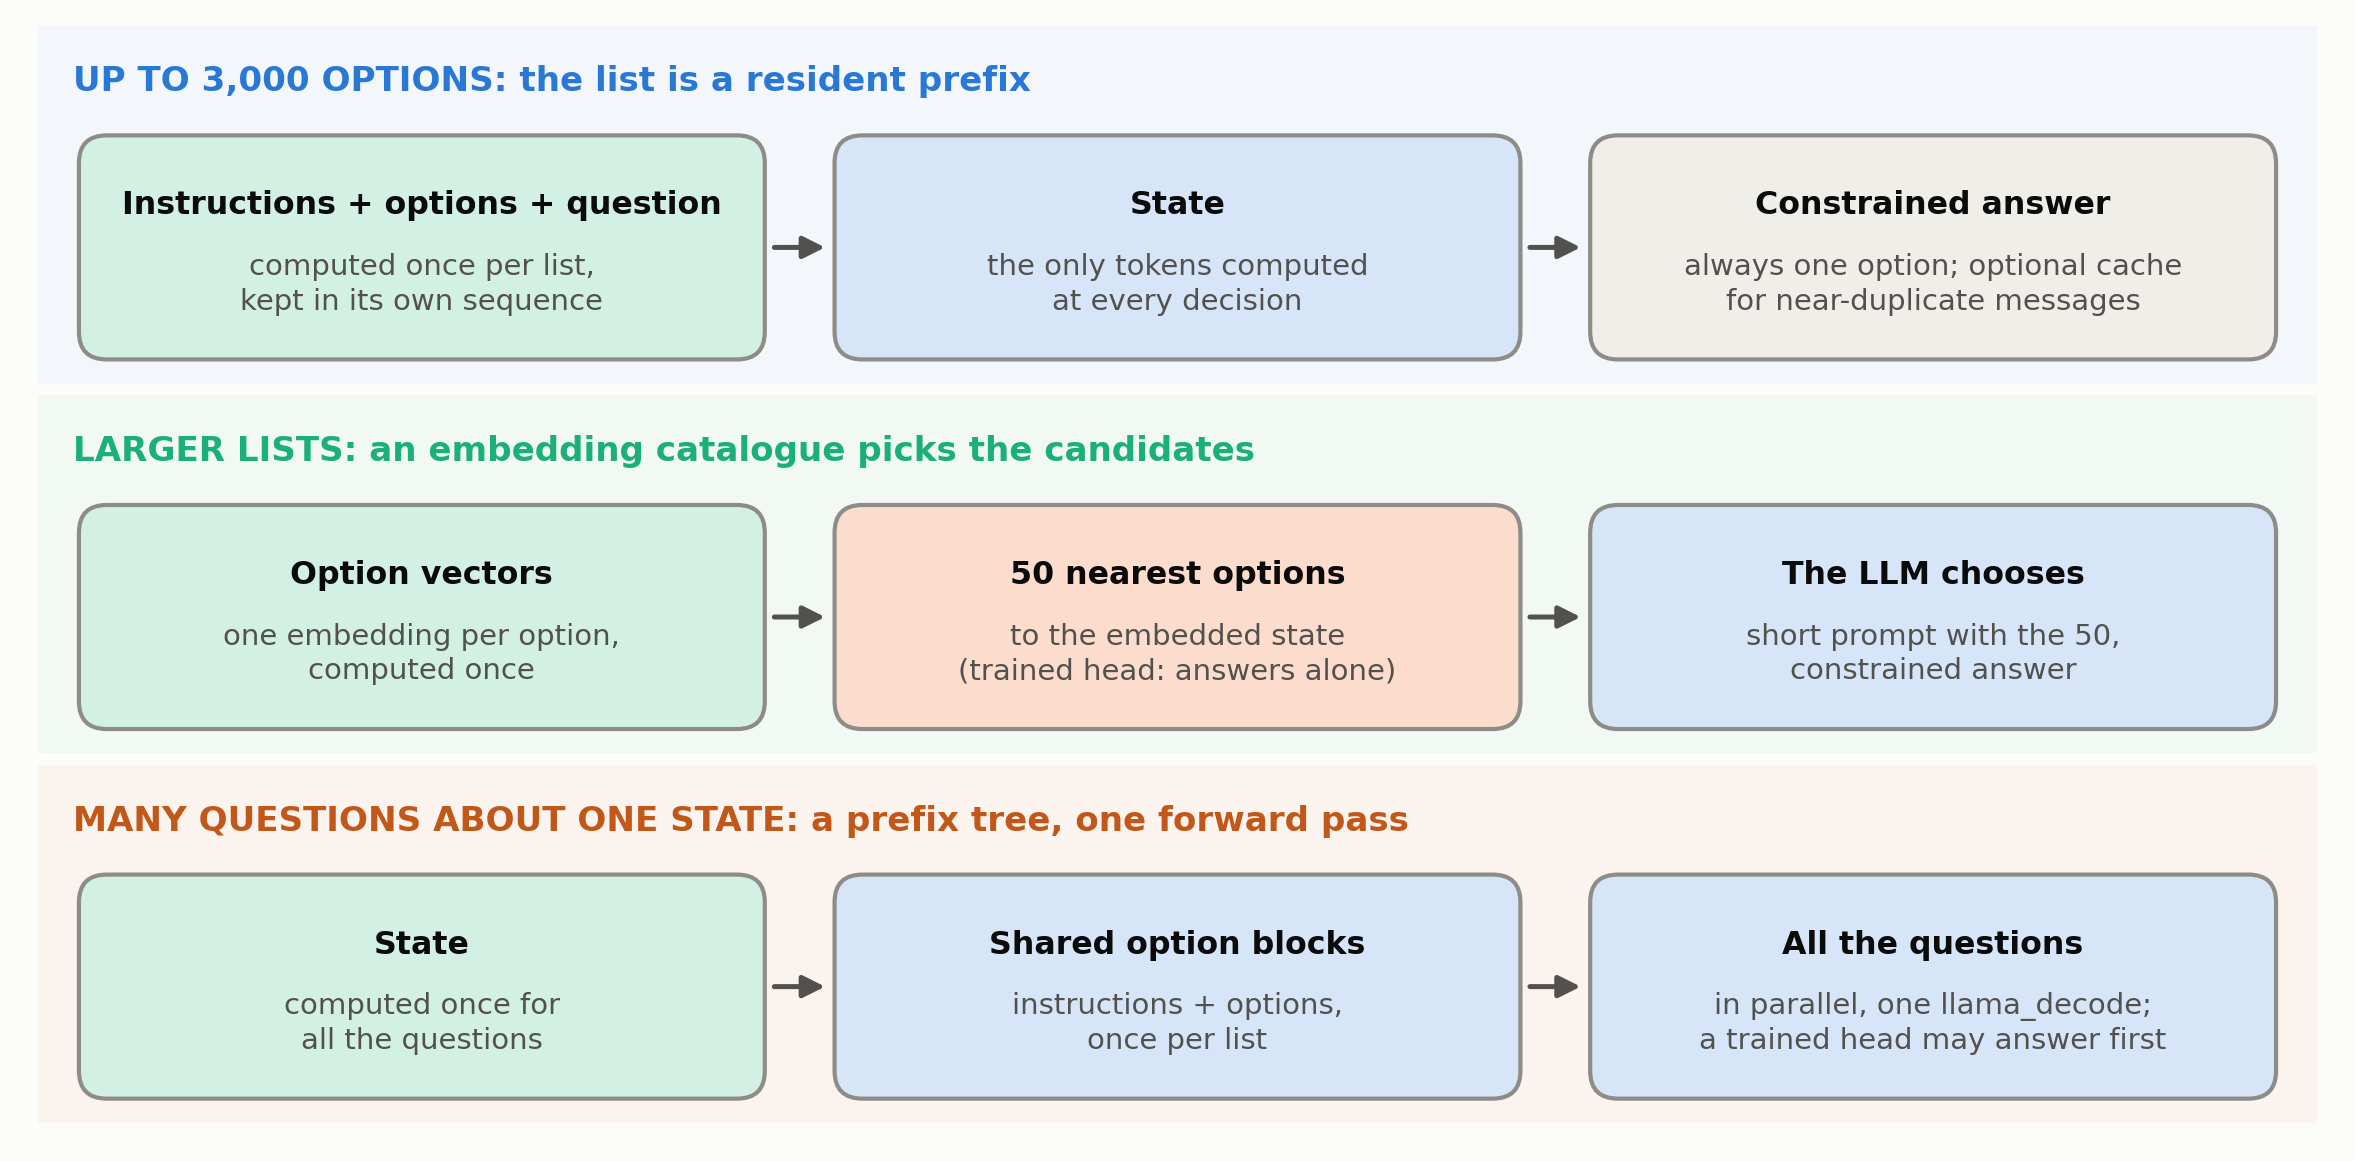 UP TO 3,000 OPTIONS: the list is a resident prefix
Instructions + options + question
computed once per list,
kept in its own sequence
State
the only tokens computed
at every decision
Constrained answer
always one option; optional cache
for near-duplicate messages
LARGER LISTS: an embedding catalogue picks the candidates
Option vectors
one embedding per option,
computed once
50 nearest options
to the embedded state
(trained head: answers alone)
The LLM chooses
short prompt with the 50,
constrained answer
MANY QUESTIONS ABOUT ONE STATE: a prefix tree, one forward pass
State
computed once for
all the questions
Shared option blocks
instructions + options,
once per list
All the questions
in parallel, one llama_decode;
a trained head may answer first